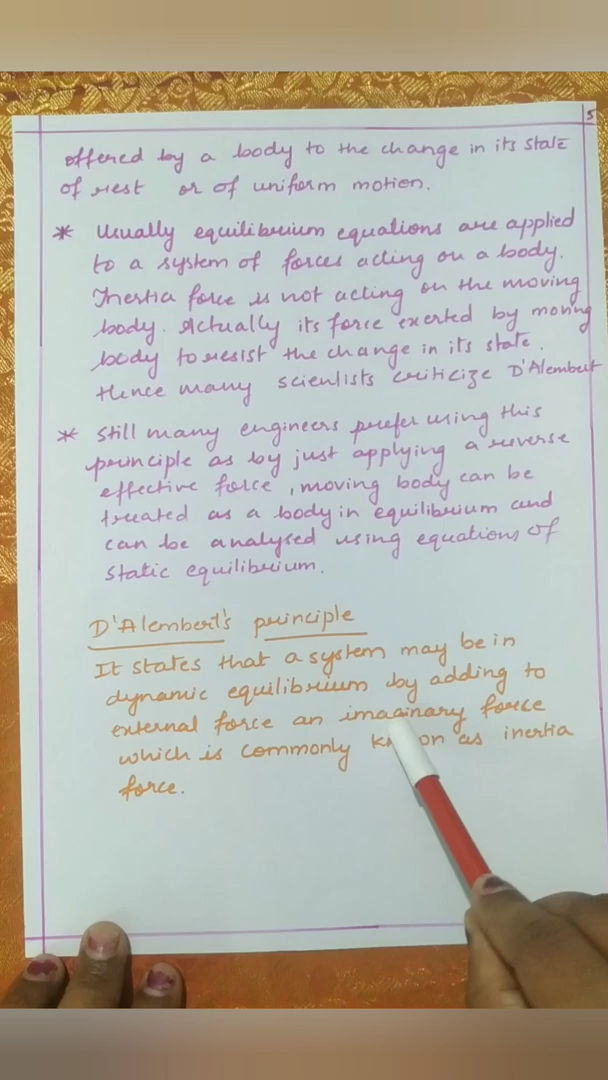 5
offered by a body to the change in its state
of rest or of uniform motion.
* Usually equilibrium equations are applied
to a system of forces acting on a body.
Inertia force is not acting on the moving
body. Actually its force exerted by moving
body to resist the change in its state.
Hence many scientists criticize D'Alembert
* Still many engineers prefer using this
principle as by just applying a reverse
effective force, moving body can be
treated as a body in equilibrium and
can be analysed using equations of
static equilibrium.
D'Alembert's principle
It states that a system may be in
dynamic equilibrium by adding to
external force an imaginary force
which is commonly as inertia
force.